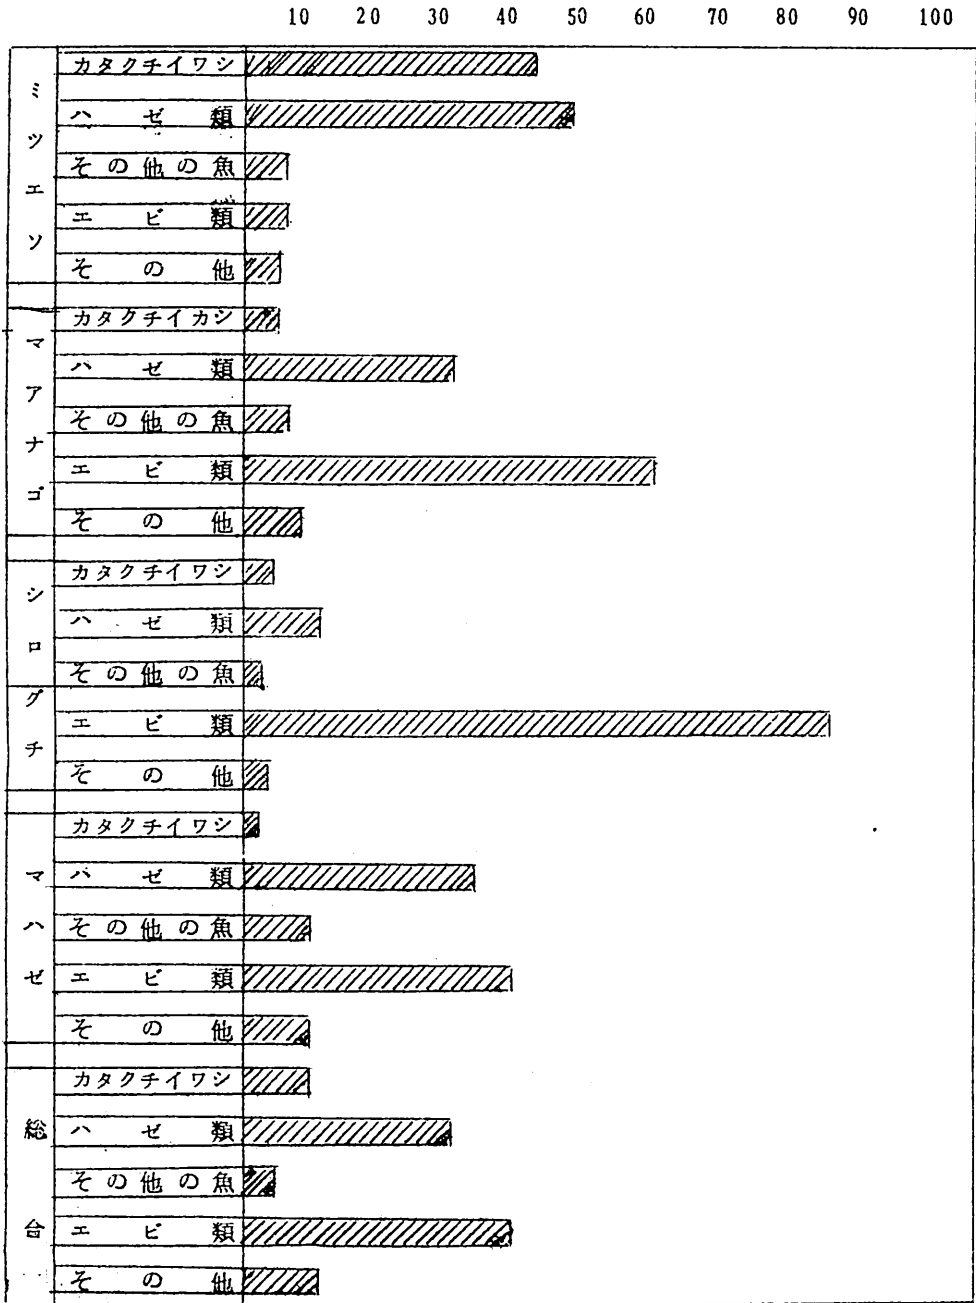 10 20 30 40 50 60 70 80 90 100
ミツエソ
カタクチイワシ
ハゼ類
その他の魚
エビ類
その他
マアナゴ
カタクチイカシ
ハゼ類
その他の魚
エビ類
その他
シログチ
カタクチイワシ
ハゼ類
その他の魚
エビ類
その他
マハゼ
カタクチイワシ
ハゼ類
その他の魚
エビ類
その他
総合
カタクチイワシ
ハゼ類
その他の魚
エビ類
その他